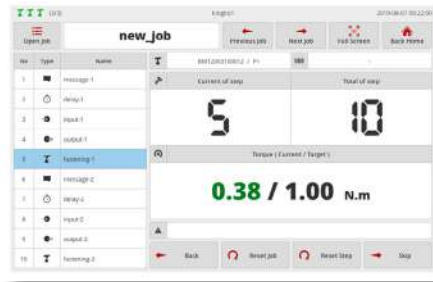 Knight
Open Job
new_job
Previous Job
Next Job
Full Screen
Back Home
No Type Name
1 message-1
2 delay-1
3 input-1
4 output-1
5 fastening-1
6 message-2
7 delay-2
8 input-2
9 output-2
10 fastening-2
Current of step
Total of step
5
10
Torque ( Current / Target )
0.38 / 1.00 N.m
Back
Reset Job
Reset Step
Skip